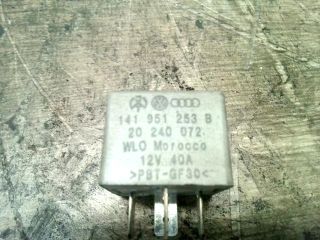 141 951 253 B
20 240 072
WLO Morocco
12V 40A
>PBT-GF30<